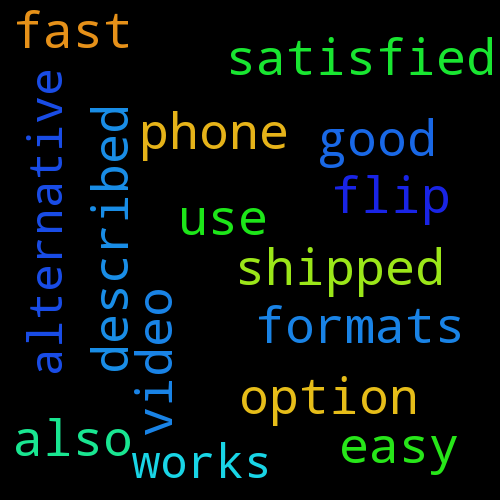 fast
satisfied
alternative
described
phone
good
flip
use
shipped
video
formats
option
also
easy
works